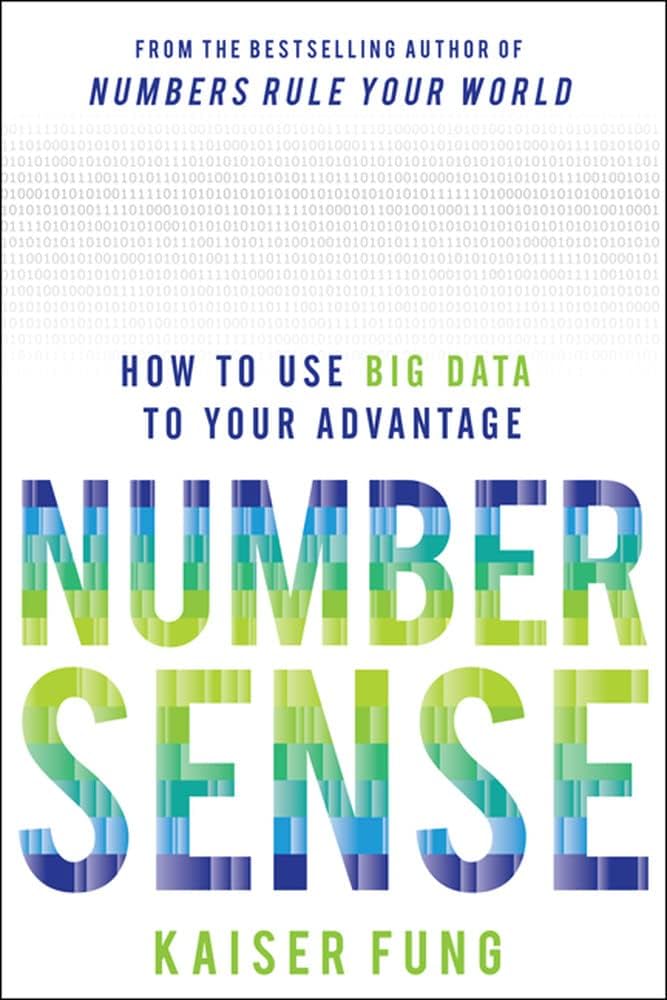 FROM THE BESTSELLING AUTHOR OF
NUMBERS RULE YOUR WORLD
HOW TO USE BIG DATA
TO YOUR ADVANTAGE
NUMBER
SENSE
KAISER FUNG